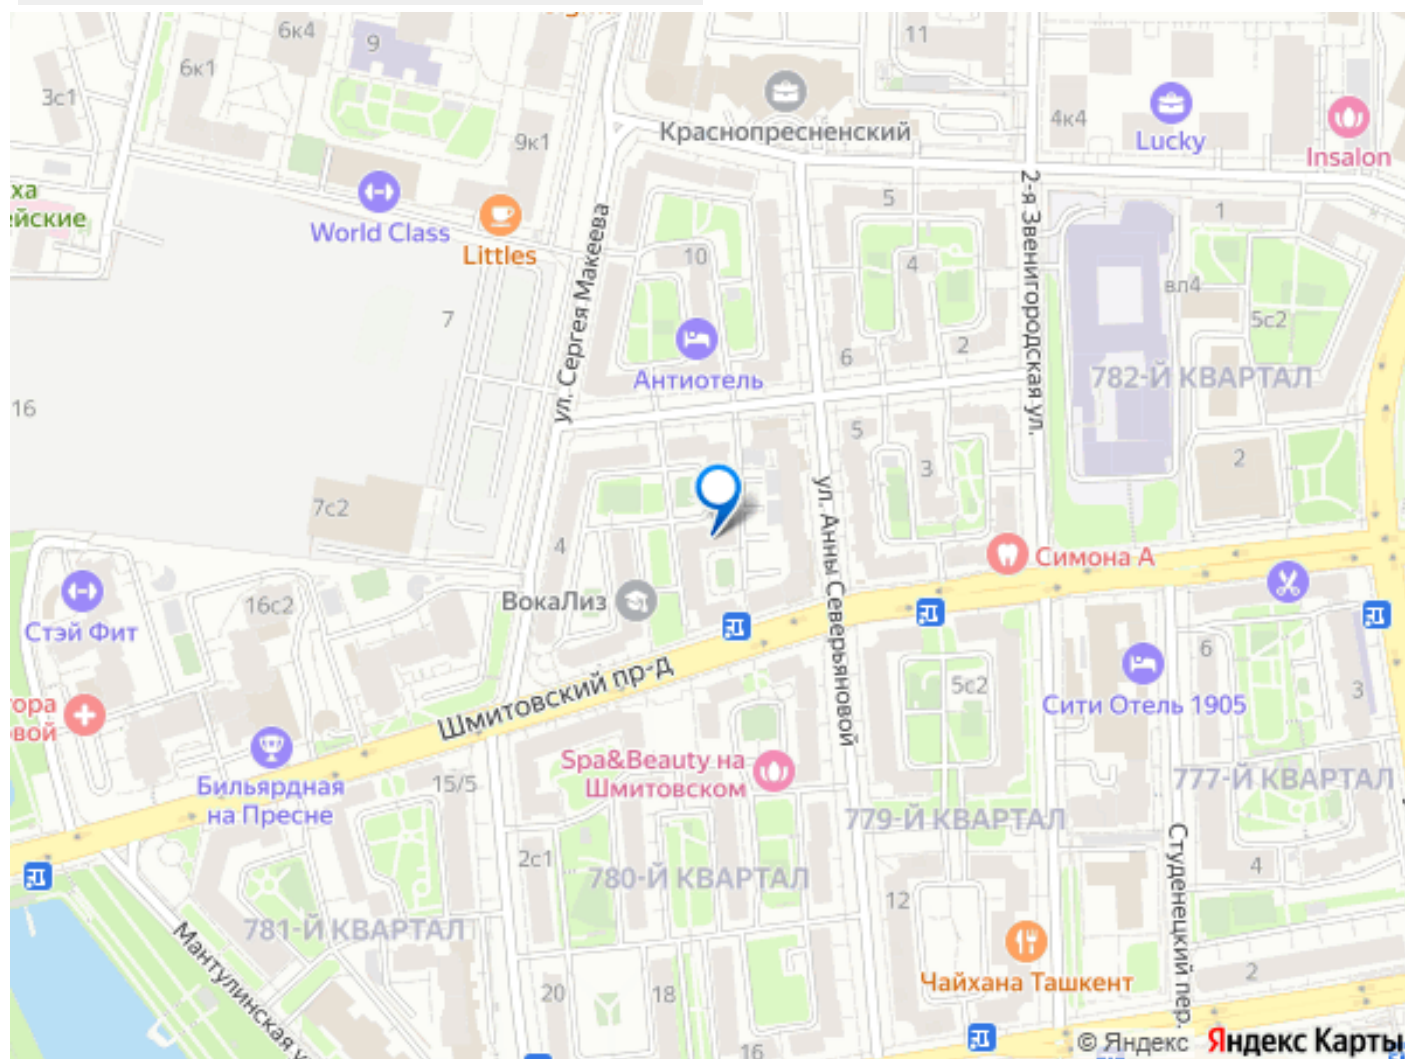 6к4
9
11
6к1
3с1
9к1
Краснопресненский
4к4
Lucky
Insalon
ха
ейские
World Class
Littles
ул. Сергея Макеева
10
5
4
2-я Звенигородская ул.
1
вл4
5с2
7
6
2
Антиотель
782-Й КВАРТАЛ
16
7с2
4
5
3
2
ул. Анны Северьяновой
Симона А
16с2
ВокаЛиз
Стэй Фит
Шмитовский пр-д
5с2
6
3
Сити Отель 1905
ора
вой
Бильярдная
на Пресне
15/5
Spa&Beauty на
Шмитовском
777-Й КВАРТАЛ
779-Й КВАРТАЛ
2с1
780-Й КВАРТАЛ
4
Студенецкий пер.
781-Й КВАРТАЛ
12
Мантулинская у
Чайхана Ташкент
2
20
18
16
© Яндекс Яндекс Карты